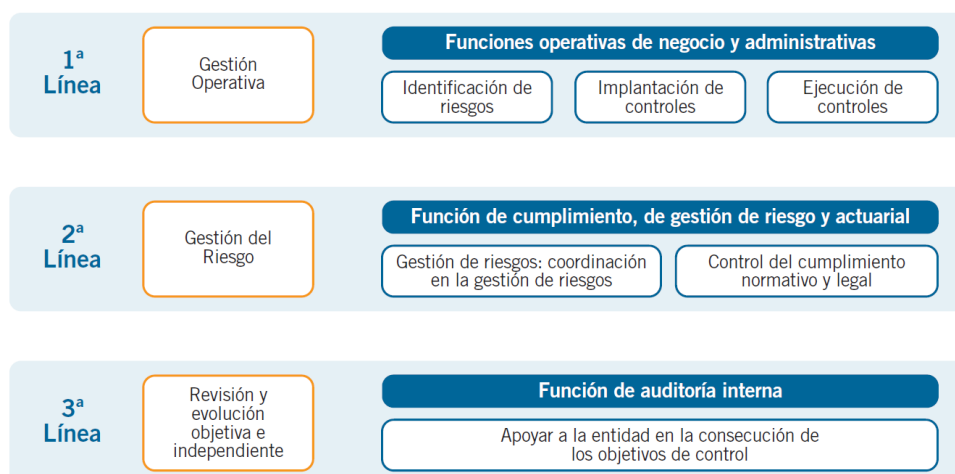 1ª
Línea
Gestión
Operativa
Funciones operativas de negocio y administrativas
Identificación de
riesgos
Implantación de
controles
Ejecución de
controles
2ª
Línea
Gestión del
Riesgo
Función de cumplimiento, de gestión de riesgo y actuarial
Gestión de riesgos: coordinación
en la gestión de riesgos
Control del cumplimiento
normativo y legal
3ª
Línea
Revisión y
evolución
objetiva e
independiente
Función de auditoría interna
Apoyar a la entidad en la consecución de
los objetivos de control